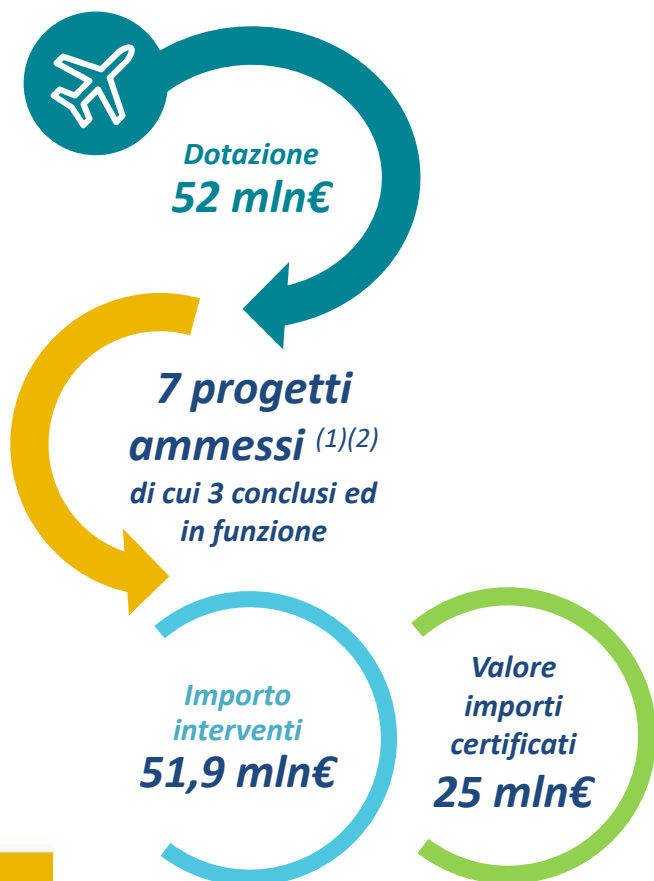 Dotazione
52 mln€
7 progetti
ammessi (1)(2)
di cui 3 conclusi ed
in funzione
Importo
interventi
51,9 mln€
Valore
importi
certificati
25 mln€